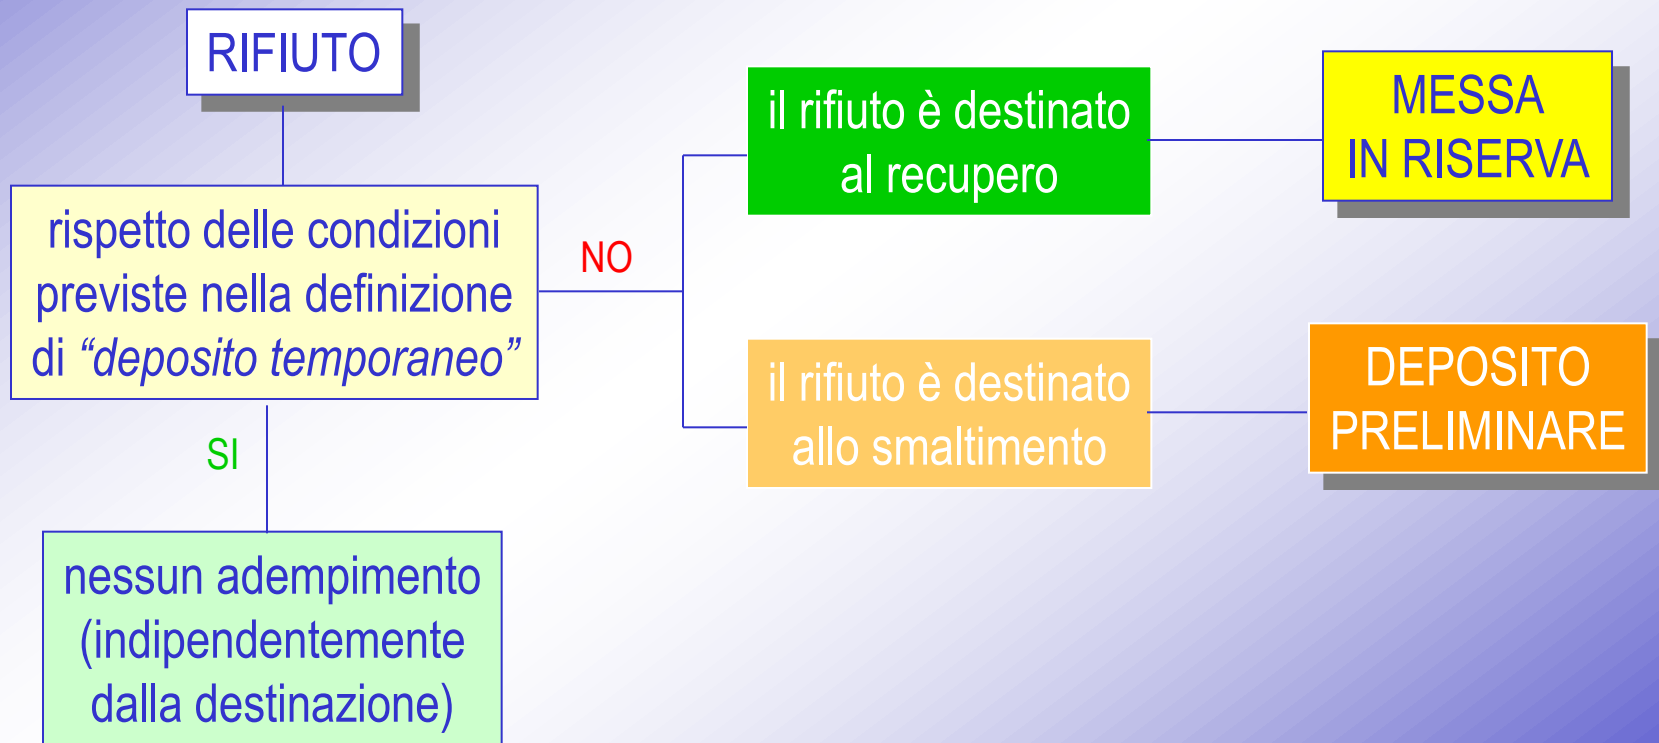 RIFIUTO
rispetto delle condizioni
previste nella definizione
di “deposito temporaneo”
NO
il rifiuto è destinato
al recupero
MESSA
IN RISERVA
il rifiuto è destinato
allo smaltimento
DEPOSITO
PRELIMINARE
SI
nessun adempimento
(indipendentemente
dalla destinazione)